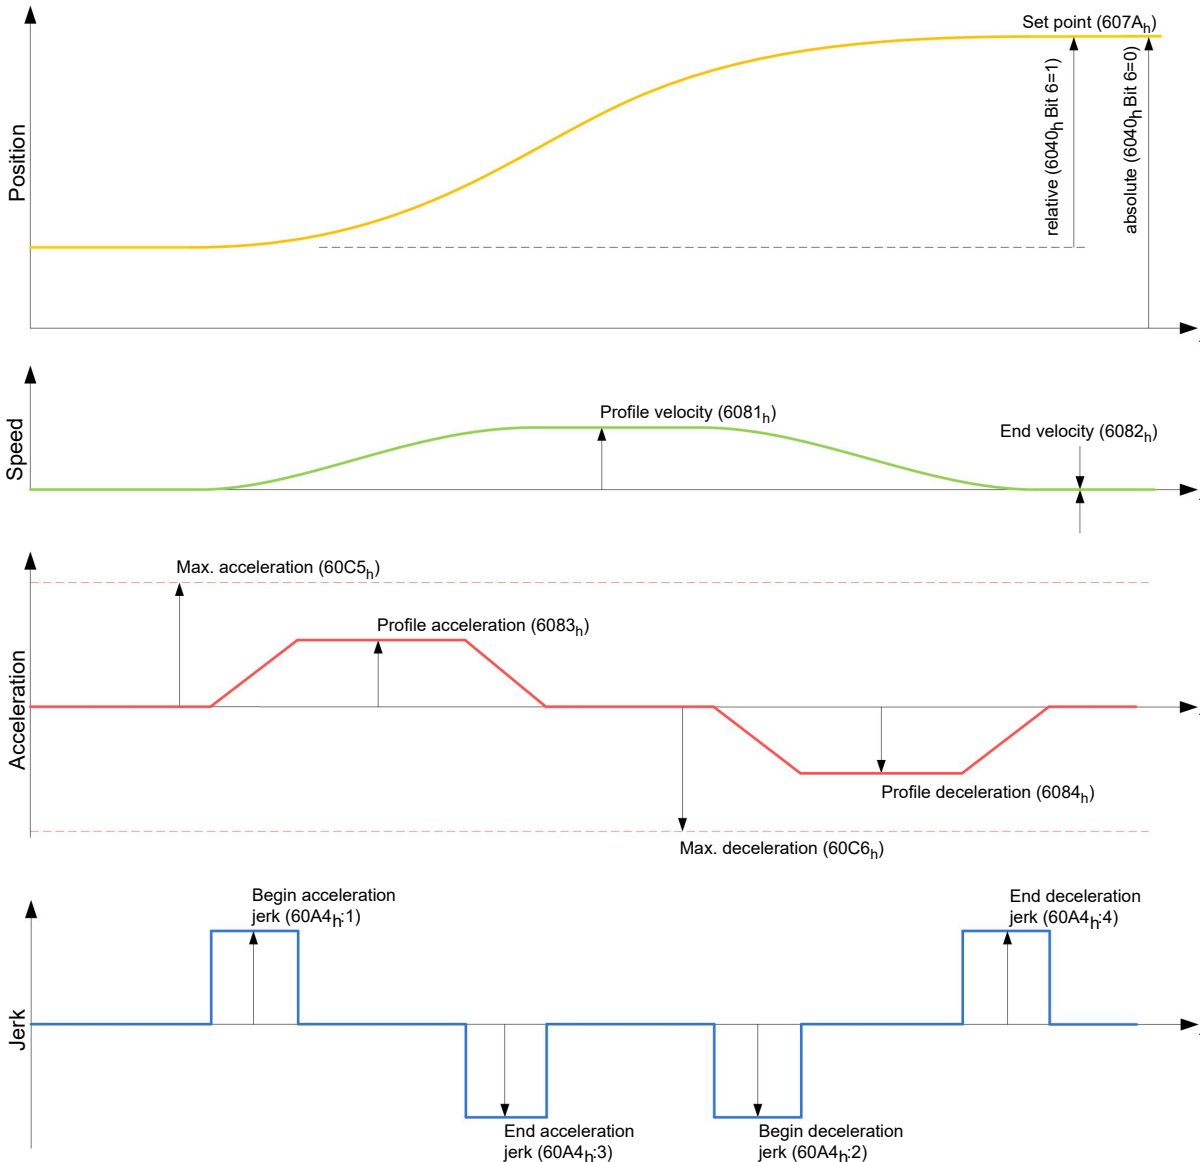 Set point (607Ah)
Position
relative (6040h Bit 6=1)
absolute (6040h Bit 6=0)
Speed
Profile velocity (6081h)
End velocity (6082h)
Acceleration
Max. acceleration (60C5h)
Profile acceleration (6083h)
Profile deceleration (6084h)
Max. deceleration (60C6h)
Jerk
Begin acceleration
jerk (60A4h:1)
End deceleration
jerk (60A4h:4)
End acceleration
jerk (60A4h:3)
Begin deceleration
jerk (60A4h:2)